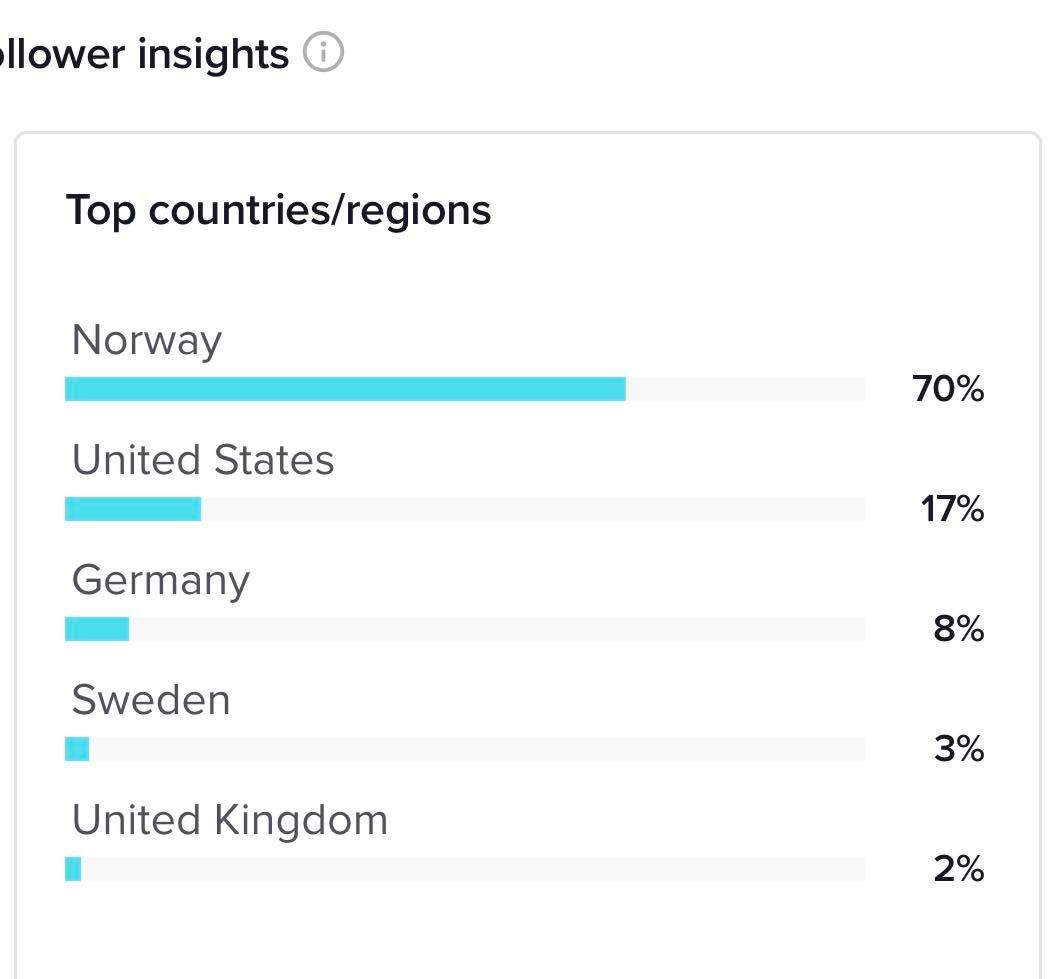 ollower insights
Top countries/regions
Norway
70%
United States
17%
Germany
8%
Sweden
3%
United Kingdom
2%